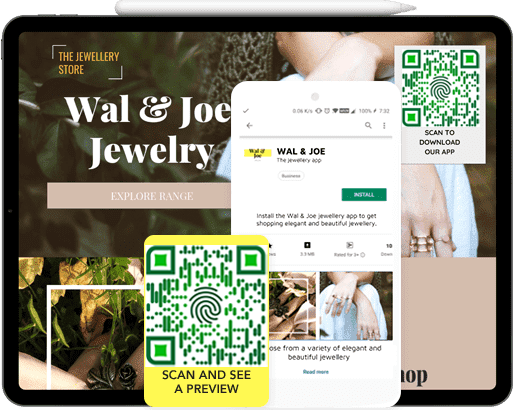 THE JEWELLERY
STORE
Wal & Joe
Jewelry
EXPLORE RANGE
SCAN TO
DOWNLOAD
OUR APP
0.06 K/s
100%
7:32
Wal &
Joe
WAL & JOE
The jewellery app
Business
INSTALL
Install the Wal & Joe jewellery app to get
shopping elegant and beautiful jewellery.
10
3.3 MB
Rated for 3+
Down
ose from a variety of elegant and
beautiful jewellery
Read more
SCAN AND SEE
A PREVIEW
hop